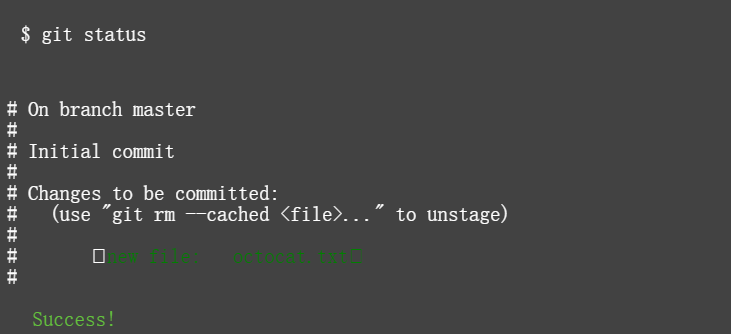 $ git status
# On branch master
#
# Initial commit
#
# Changes to be committed:
#   (use "git rm --cached <file>..." to unstage)
#
#       new file:   octocat.txt
#
Success!